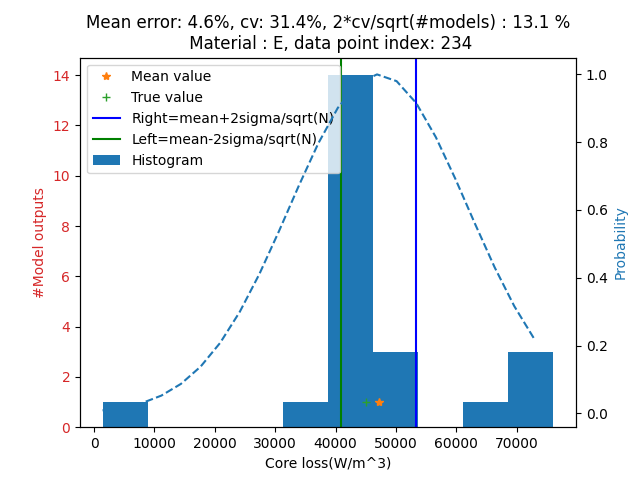 Mean error: 4.6%, cv: 31.4%, 2*cv/sqrt(#models) : 13.1 %
Material : E, data point index: 234
Mean value
True value
Right=mean+2sigma/sqrt(N)
Left=mean-2sigma/sqrt(N)
Histogram
#Model outputs
14
12
10
8
6
4
2
0
1.0
0.8
0.6
0.4
0.2
0.0
Probability
0 10000 20000 30000 40000 50000 60000 70000
Core loss(W/m^3)